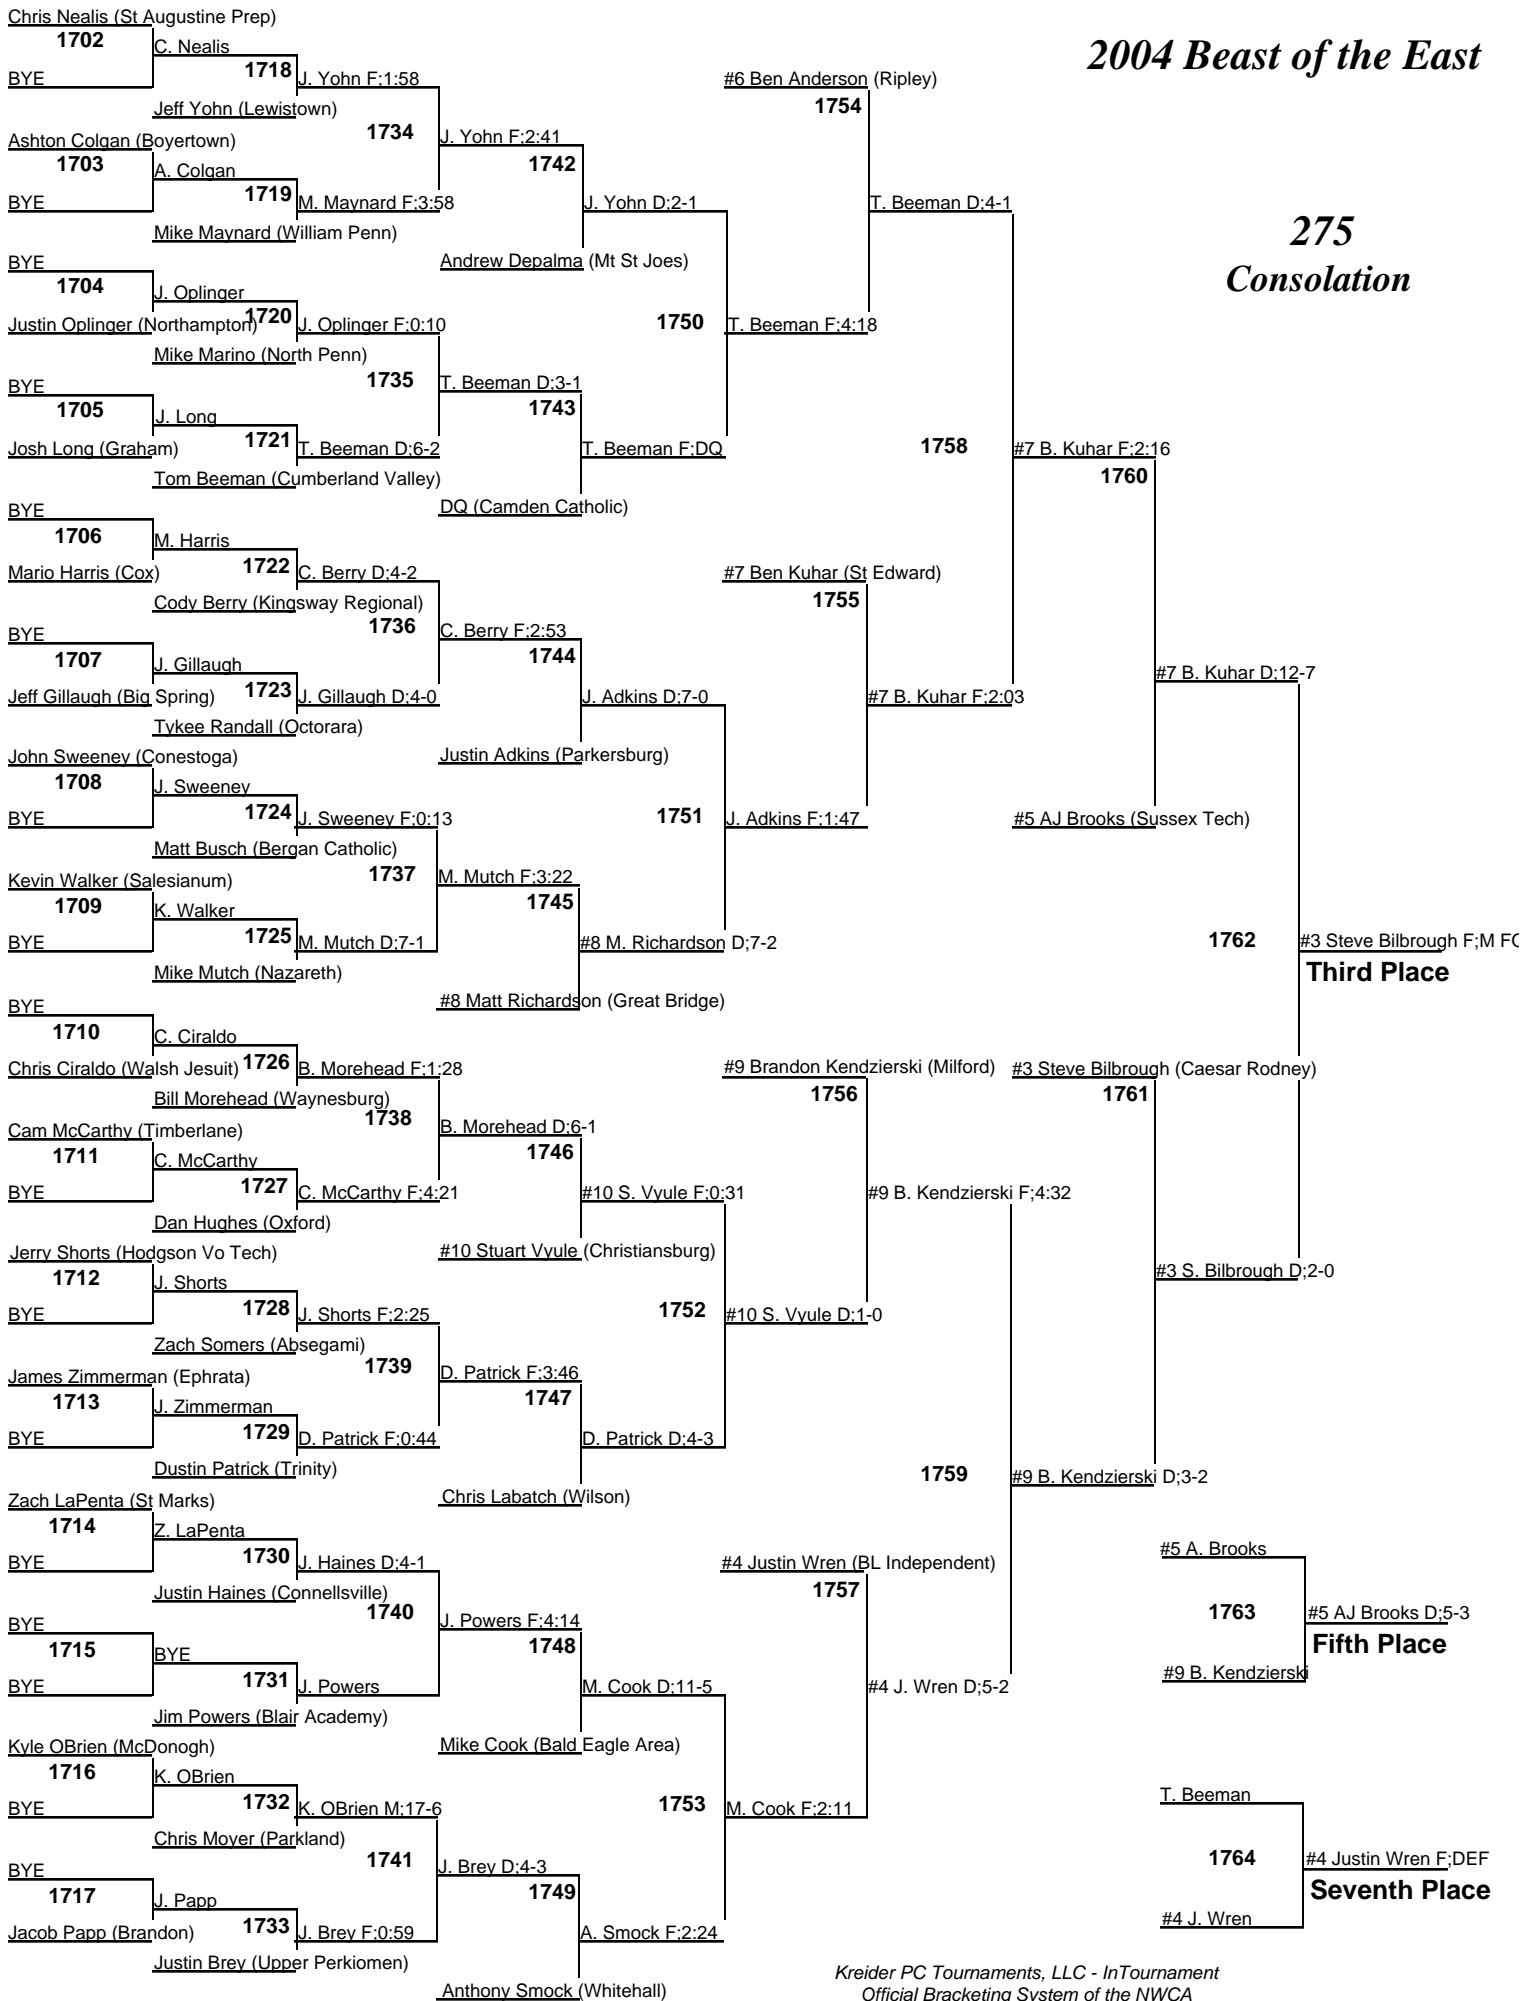 Chris Nealis (St Augustine Prep)
1702
C. Nealis
BYE
1718
J. Yohn F;1:58
Jeff Yohn (Lewistown)
1734
J. Yohn F;2:41
Ashton Colgan (Boyertown)
1703
A. Colgan
BYE
1719
M. Maynard F;3:58
Mike Maynard (William Penn)
1742
J. Yohn D;2-1
Andrew Depalma (Mt St Joes)
BYE
1704
J. Oplinger
Justin Oplinger (Northampton)
1720
J. Oplinger F;0:10
Mike Marino (North Penn)
1735
T. Beeman D;3-1
BYE
1705
J. Long
Josh Long (Graham)
1721
T. Beeman D;6-2
Tom Beeman (Cumberland Valley)
1743
T. Beeman F;DQ
DQ (Camden Catholic)
1750
T. Beeman F;4:18
#6 Ben Anderson (Ripley)
1754
T. Beeman D;4-1
2004 Beast of the East
275
Consolation
BYE
1706
M. Harris
Mario Harris (Cox)
1722
C. Berry D;4-2
Cody Berry (Kingsway Regional)
1736
C. Berry F;2:53
BYE
1707
J. Gillaugh
Jeff Gillaugh (Big Spring)
1723
J. Gillaugh D;4-0
Tykee Randall (Octorara)
1744
J. Adkins D;7-0
Justin Adkins (Parkersburg)
John Sweeney (Conestoga)
1708
J. Sweeney
BYE
1724
J. Sweeney F;0:13
Matt Busch (Bergan Catholic)
1737
M. Mutch F;3:22
Kevin Walker (Salesianum)
1709
K. Walker
BYE
1725
M. Mutch D;7-1
Mike Mutch (Nazareth)
1745
#8 M. Richardson D;7-2
#8 Matt Richardson (Great Bridge)
1751
J. Adkins F;1:47
#7 Ben Kuhar (St Edward)
1755
#7 B. Kuhar F;2:03
1758
#7 B. Kuhar F;2:16
1760
#7 B. Kuhar D;12-7
#5 AJ Brooks (Sussex Tech)
1762
#3 Steve Bilbrough F;M FO
Third Place
BYE
1710
C. Ciraldo
Chris Ciraldo (Walsh Jesuit)
1726
B. Morehead F;1:28
Bill Morehead (Waynesburg)
1738
B. Morehead D;6-1
Cam McCarthy (Timberlane)
1711
C. McCarthy
BYE
1727
C. McCarthy F;4:21
Dan Hughes (Oxford)
1746
#10 S. Vyule F;0:31
#10 Stuart Vyule (Christiansburg)
Jerry Shorts (Hodgson Vo Tech)
1712
J. Shorts
BYE
1728
J. Shorts F;2:25
Zach Somers (Absegami)
1739
D. Patrick F;3:46
James Zimmerman (Ephrata)
1713
J. Zimmerman
BYE
1729
D. Patrick F;0:44
Dustin Patrick (Trinity)
1747
D. Patrick D;4-3
Chris Labatch (Wilson)
1752
#10 S. Vyule D;1-0
#9 Brandon Kendzierski (Milford)
1756
#9 B. Kendzierski F;4:32
#3 Steve Bilbrough (Caesar Rodney)
1761
#3 S. Bilbrough D;2-0
1759
#9 B. Kendzierski D;3-2
Zach LaPenta (St Marks)
1714
Z. LaPenta
BYE
1730
J. Haines D;4-1
Justin Haines (Connellsville)
1740
J. Powers F;4:14
BYE
1715
BYE
BYE
1731
J. Powers
Jim Powers (Blair Academy)
1748
M. Cook D;11-5
Mike Cook (Bald Eagle Area)
Kyle OBrien (McDonogh)
1716
K. OBrien
BYE
1732
K. OBrien M;17-6
Chris Moyer (Parkland)
1741
J. Brey D;4-3
BYE
1717
J. Papp
Jacob Papp (Brandon)
1733
J. Brey F;0:59
Justin Brey (Upper Perkiomen)
1749
A. Smock F;2:24
Anthony Smock (Whitehall)
1753
M. Cook F;2:11
#4 Justin Wren (BL Independent)
1757
#4 J. Wren D;5-2
#5 A. Brooks
1763
#5 AJ Brooks D;5-3
Fifth Place
#9 B. Kendzierski
T. Beeman
1764
#4 Justin Wren F;DEF
Seventh Place
#4 J. Wren
Kreider PC Tournaments, LLC - InTournament
Official Bracketing System of the NWCA